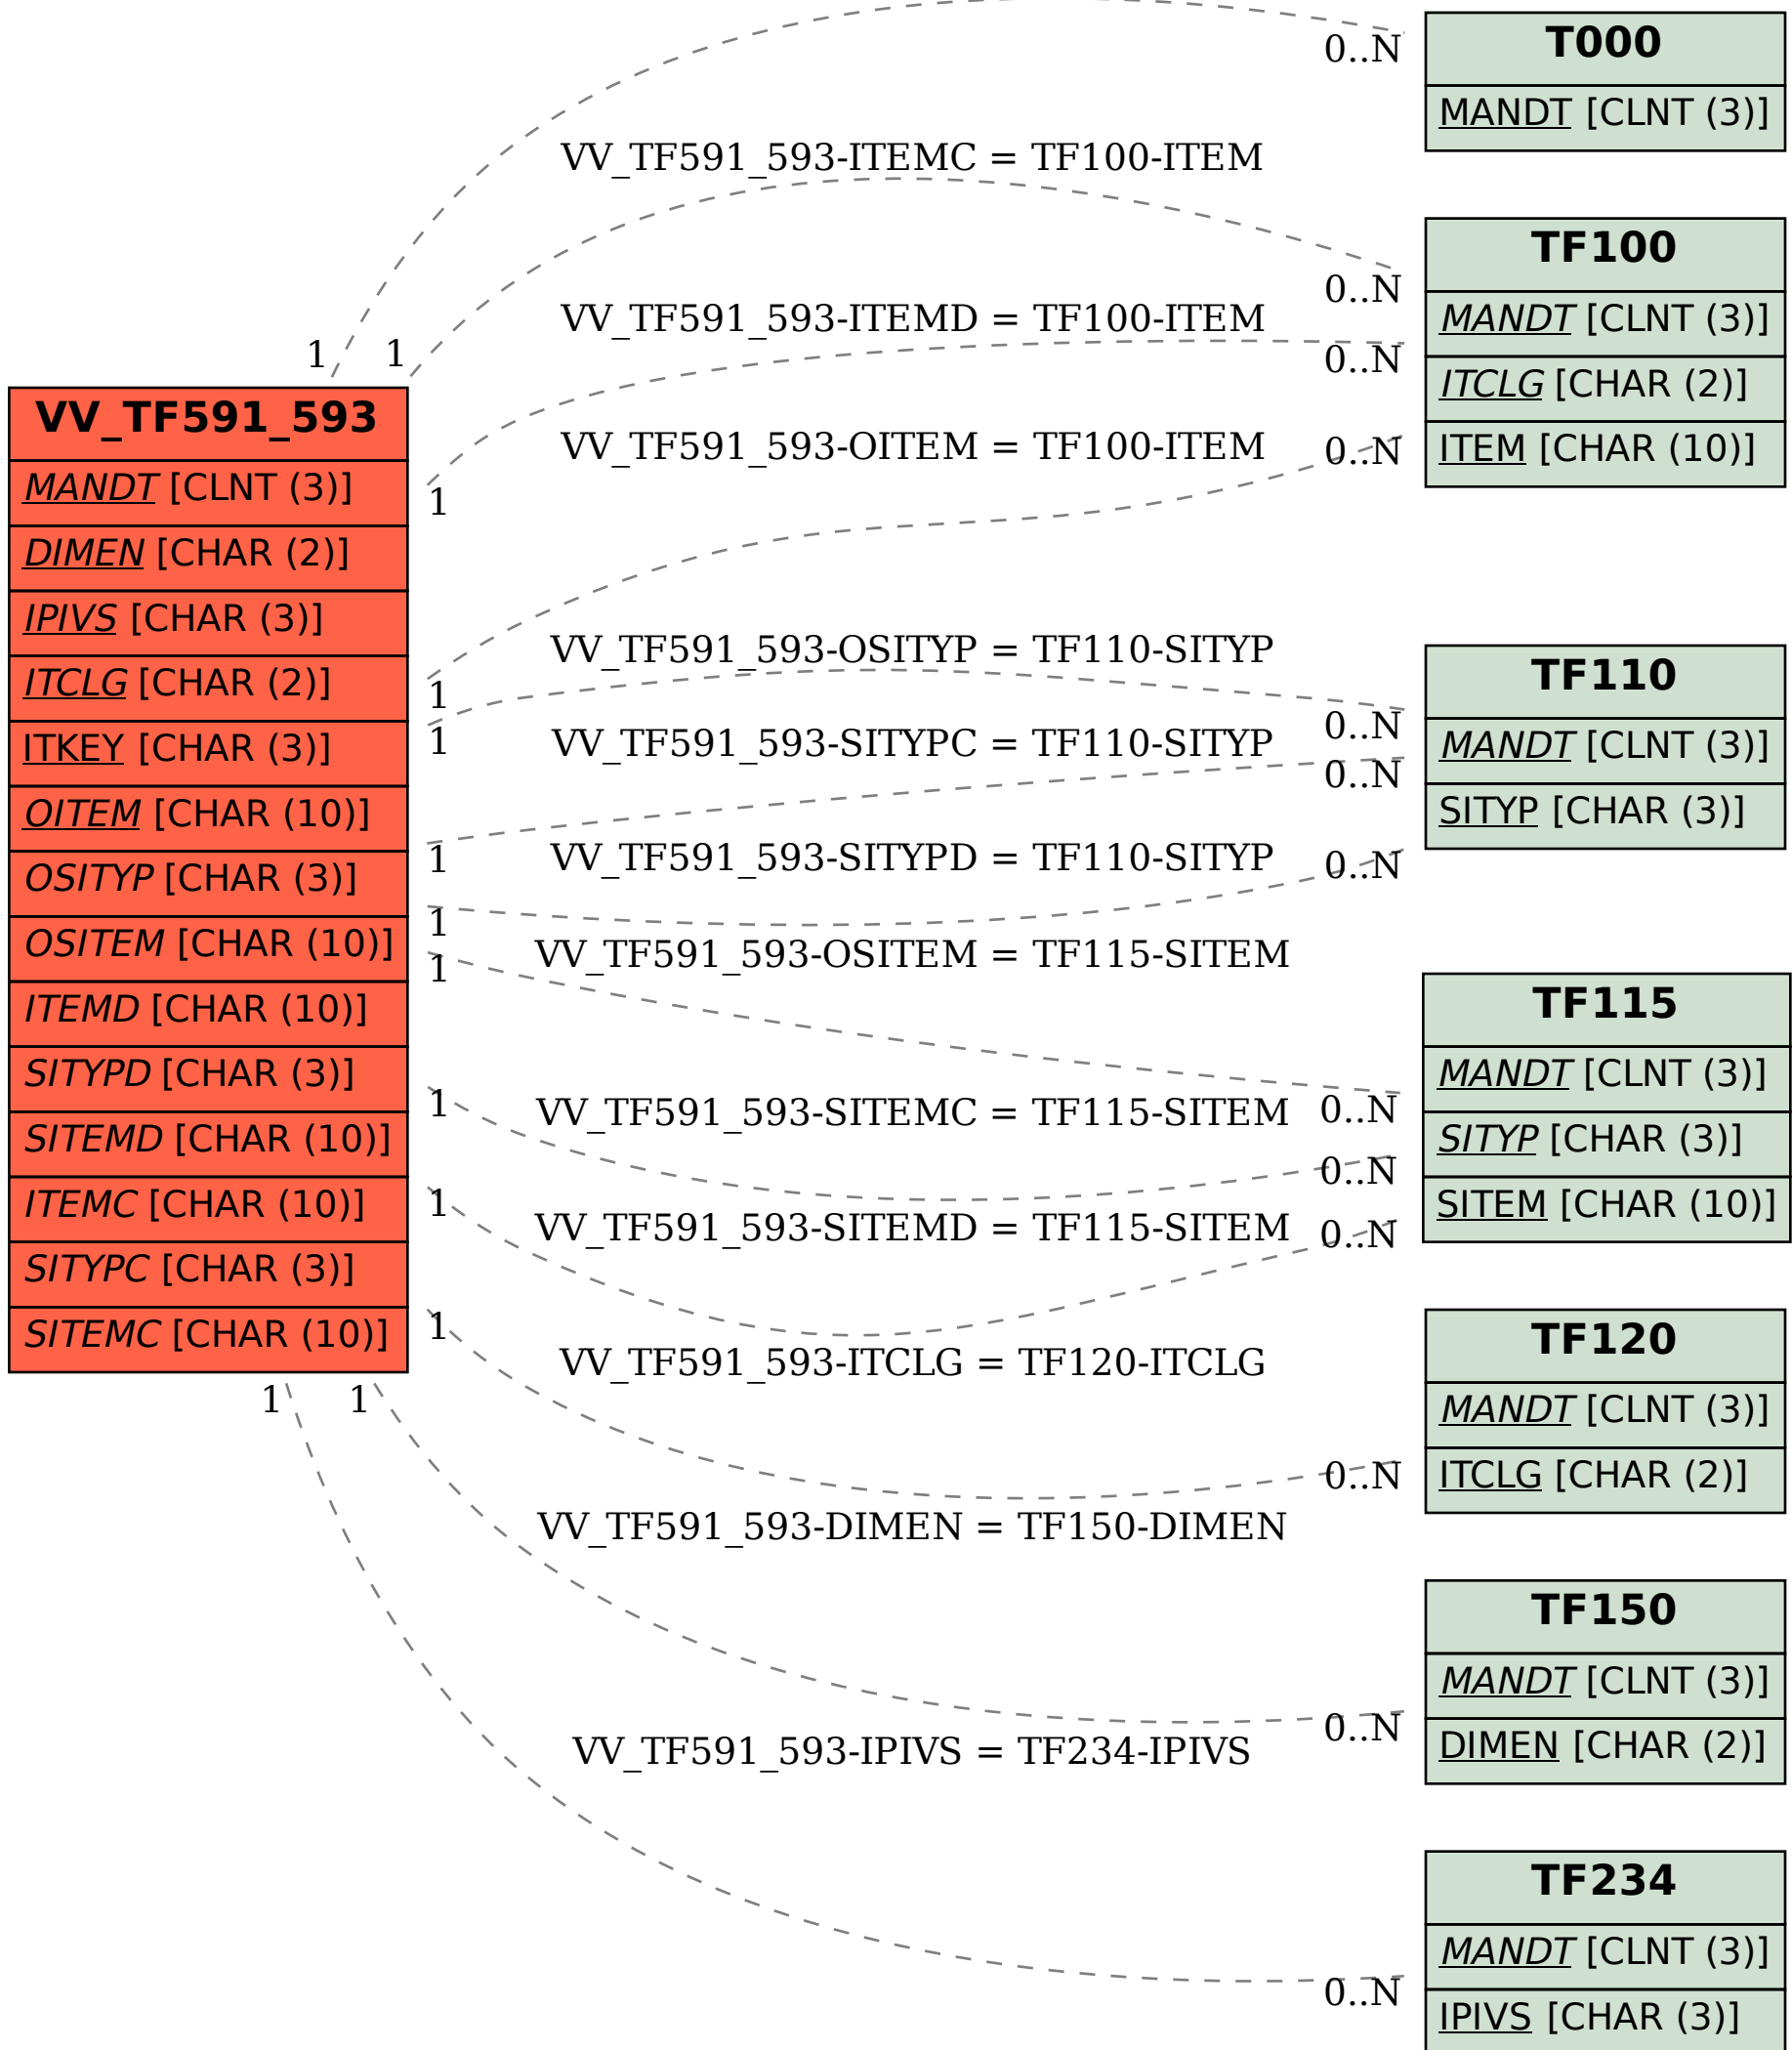 VV_TF591_593
MANDT [CLNT (3)]
DIMEN [CHAR (2)]
IPIVS [CHAR (3)]
ITCLG [CHAR (2)]
ITKEY [CHAR (3)]
OITEM [CHAR (10)]
OSITYP [CHAR (3)]
OSITEM [CHAR (10)]
ITEMD [CHAR (10)]
SITYPD [CHAR (3)]
SITEMD [CHAR (10)]
ITEMC [CHAR (10)]
SITYPC [CHAR (3)]
SITEMC [CHAR (10)]
1
1
1
1
1
1
1
1
1
1
1
1
1
VV_TF591_593-ITEMC = TF100-ITEM
VV_TF591_593-ITEMD = TF100-ITEM
VV_TF591_593-OITEM = TF100-ITEM
VV_TF591_593-OSITYP = TF110-SITYP
VV_TF591_593-SITYPC = TF110-SITYP
VV_TF591_593-SITYPD = TF110-SITYP
VV_TF591_593-OSITEM = TF115-SITEM
VV_TF591_593-SITEMC = TF115-SITEM
VV_TF591_593-SITEMD = TF115-SITEM
VV_TF591_593-ITCLG = TF120-ITCLG
VV_TF591_593-DIMEN = TF150-DIMEN
VV_TF591_593-IPIVS = TF234-IPIVS
0..N
0..N
0..N
0..N
0..N
0..N
0..N
0..N
0..N
0..N
0..N
0..N
0..N
T000
MANDT [CLNT (3)]
TF100
MANDT [CLNT (3)]
ITCLG [CHAR (2)]
ITEM [CHAR (10)]
TF110
MANDT [CLNT (3)]
SITYP [CHAR (3)]
TF115
MANDT [CLNT (3)]
SITYP [CHAR (3)]
SITEM [CHAR (10)]
TF120
MANDT [CLNT (3)]
ITCLG [CHAR (2)]
TF150
MANDT [CLNT (3)]
DIMEN [CHAR (2)]
TF234
MANDT [CLNT (3)]
IPIVS [CHAR (3)]